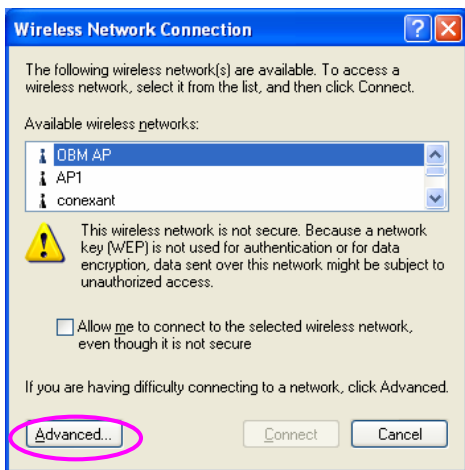 Wireless Network Connection
The following wireless network(s) are available. To access a
wireless network, select it from the list, and then click Connect.
Available wireless networks:
OBM AP
AP1
conexant
This wireless network is not secure. Because a network
key (WEP) is not used for authentication or for data
encryption, data sent over this network might be subject to
unauthorized access.
Allow me to connect to the selected wireless network,
even though it is not secure
If you are having difficulty connecting to a network, click Advanced.
Advanced... Connect Cancel